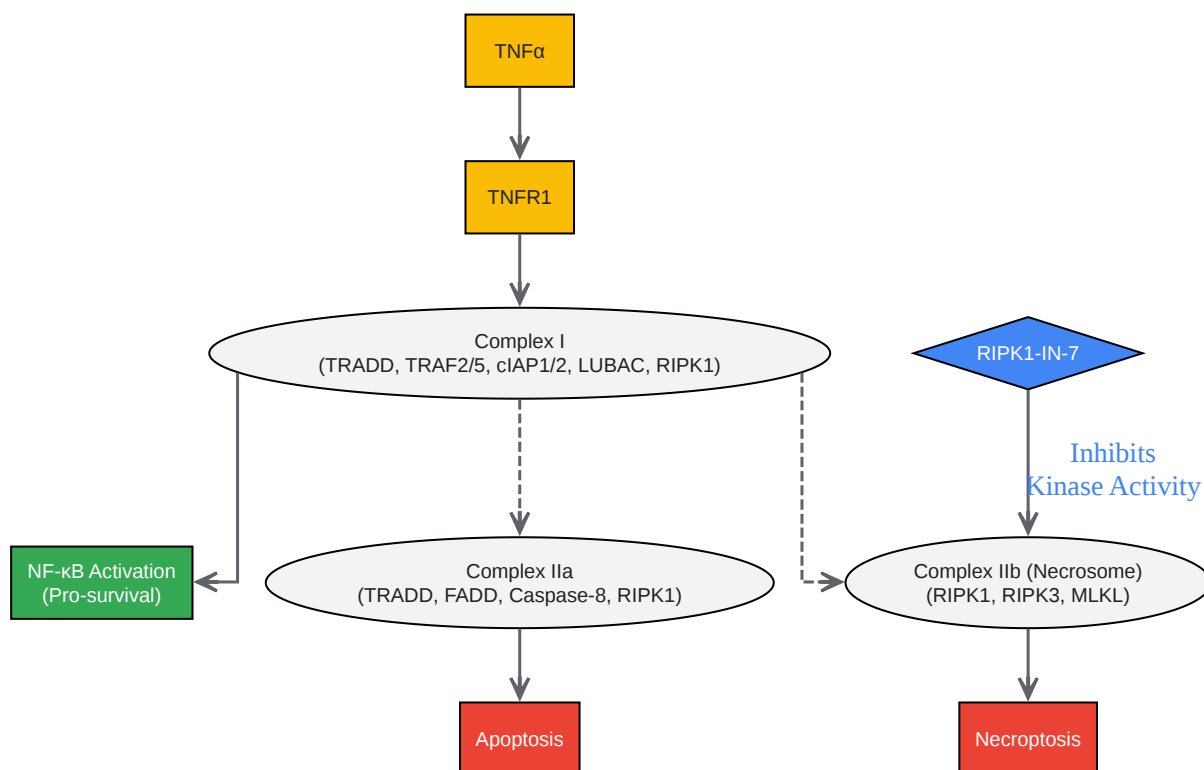 TNFα
TNFR1
Complex I
(TRADD, TRAF2/5, cIAP1/2, LUBAC, RIPK1)
RIPK1-IN-7
Inhibits
Kinase Activity
NF-κB Activation
(Pro-survival)
Complex IIa
(TRADD, FADD, Caspase-8, RIPK1)
Complex IIb (Necrosome)
(RIPK1, RIPK3, MLKL)
Apoptosis
Necroptosis